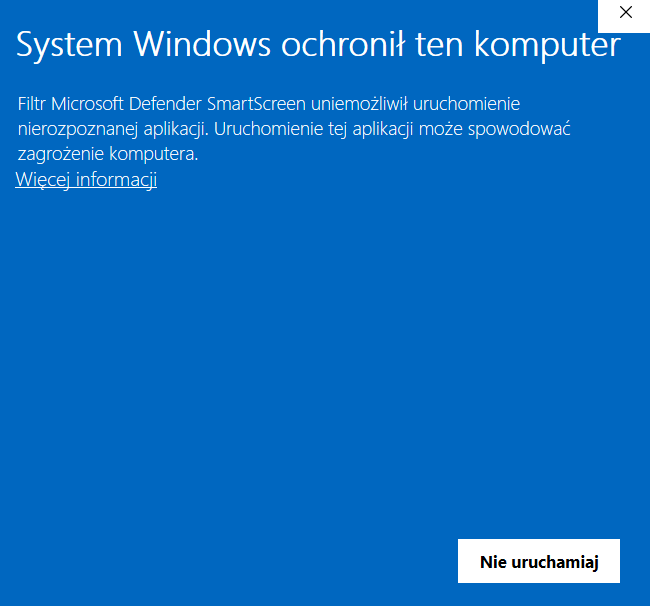 System Windows ochronił ten komputer
Filtr Microsoft Defender SmartScreen uniemożliwił uruchomienie
nierozpoznanej aplikacji. Uruchomienie tej aplikacji może spowodować
zagrożenie komputera.
Więcej informacji
Nie uruchamiaj